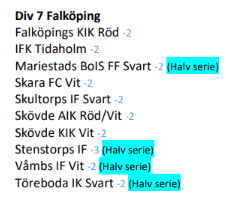 Div 7 Falköping
Falköpings KIK Röd -2
IFK Tidaholm -2
Mariestads BoIS FF Svart -2 (Halv serie)
Skara FC Vit -2
Skultorps IF Svart -2
Skövde AIK Röd/Vit -2
Skövde KIK Vit -2
Stenstorps IF -3 (Halv serie)
Våmbs IF Vit -2 (Halv serie)
Töreboda IK Svart -2 (Halv serie)